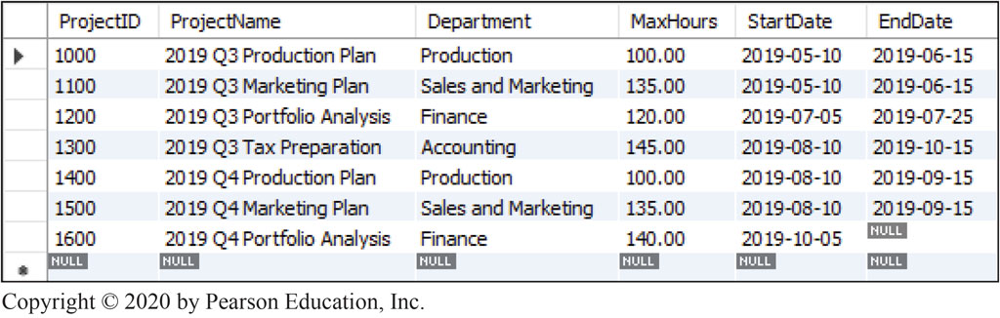 ProjectID ProjectName Department MaxHours StartDate EndDate
1000 2019 Q3 Production Plan Production 100.00 2019-05-10 2019-06-15
1100 2019 Q3 Marketing Plan Sales and Marketing 135.00 2019-05-10 2019-06-15
1200 2019 Q3 Portfolio Analysis Finance 120.00 2019-07-05 2019-07-25
1300 2019 Q3 Tax Preparation Accounting 145.00 2019-08-10 2019-10-15
1400 2019 Q4 Production Plan Production 100.00 2019-08-10 2019-09-15
1500 2019 Q4 Marketing Plan Sales and Marketing 135.00 2019-08-10 2019-09-15
1600 2019 Q4 Portfolio Analysis Finance 140.00 2019-10-05 NULL
NULL NULL NULL NULL NULL NULL
Copyright © 2020 by Pearson Education, Inc.